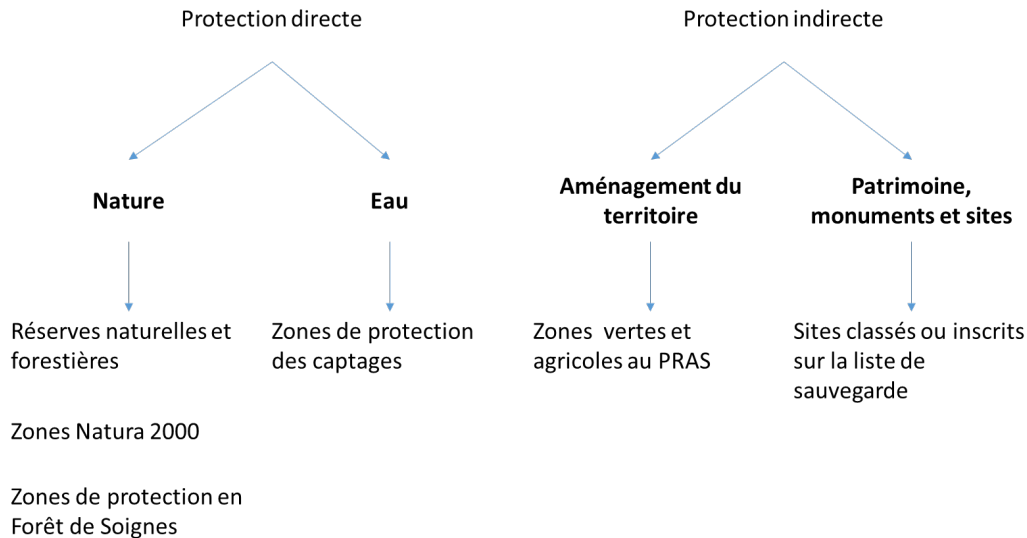 Protection directe
Protection indirecte
Nature
Eau
Aménagement du
territoire
Patrimoine,
monuments et sites
Réserves naturelles et
forestières
Zones de protection
des captages
Zones vertes et
agricoles au PRAS
Sites classés ou inscrits
sur la liste de
sauvegarde
Zones Natura 2000
Zones de protection en
Forêt de Soignes